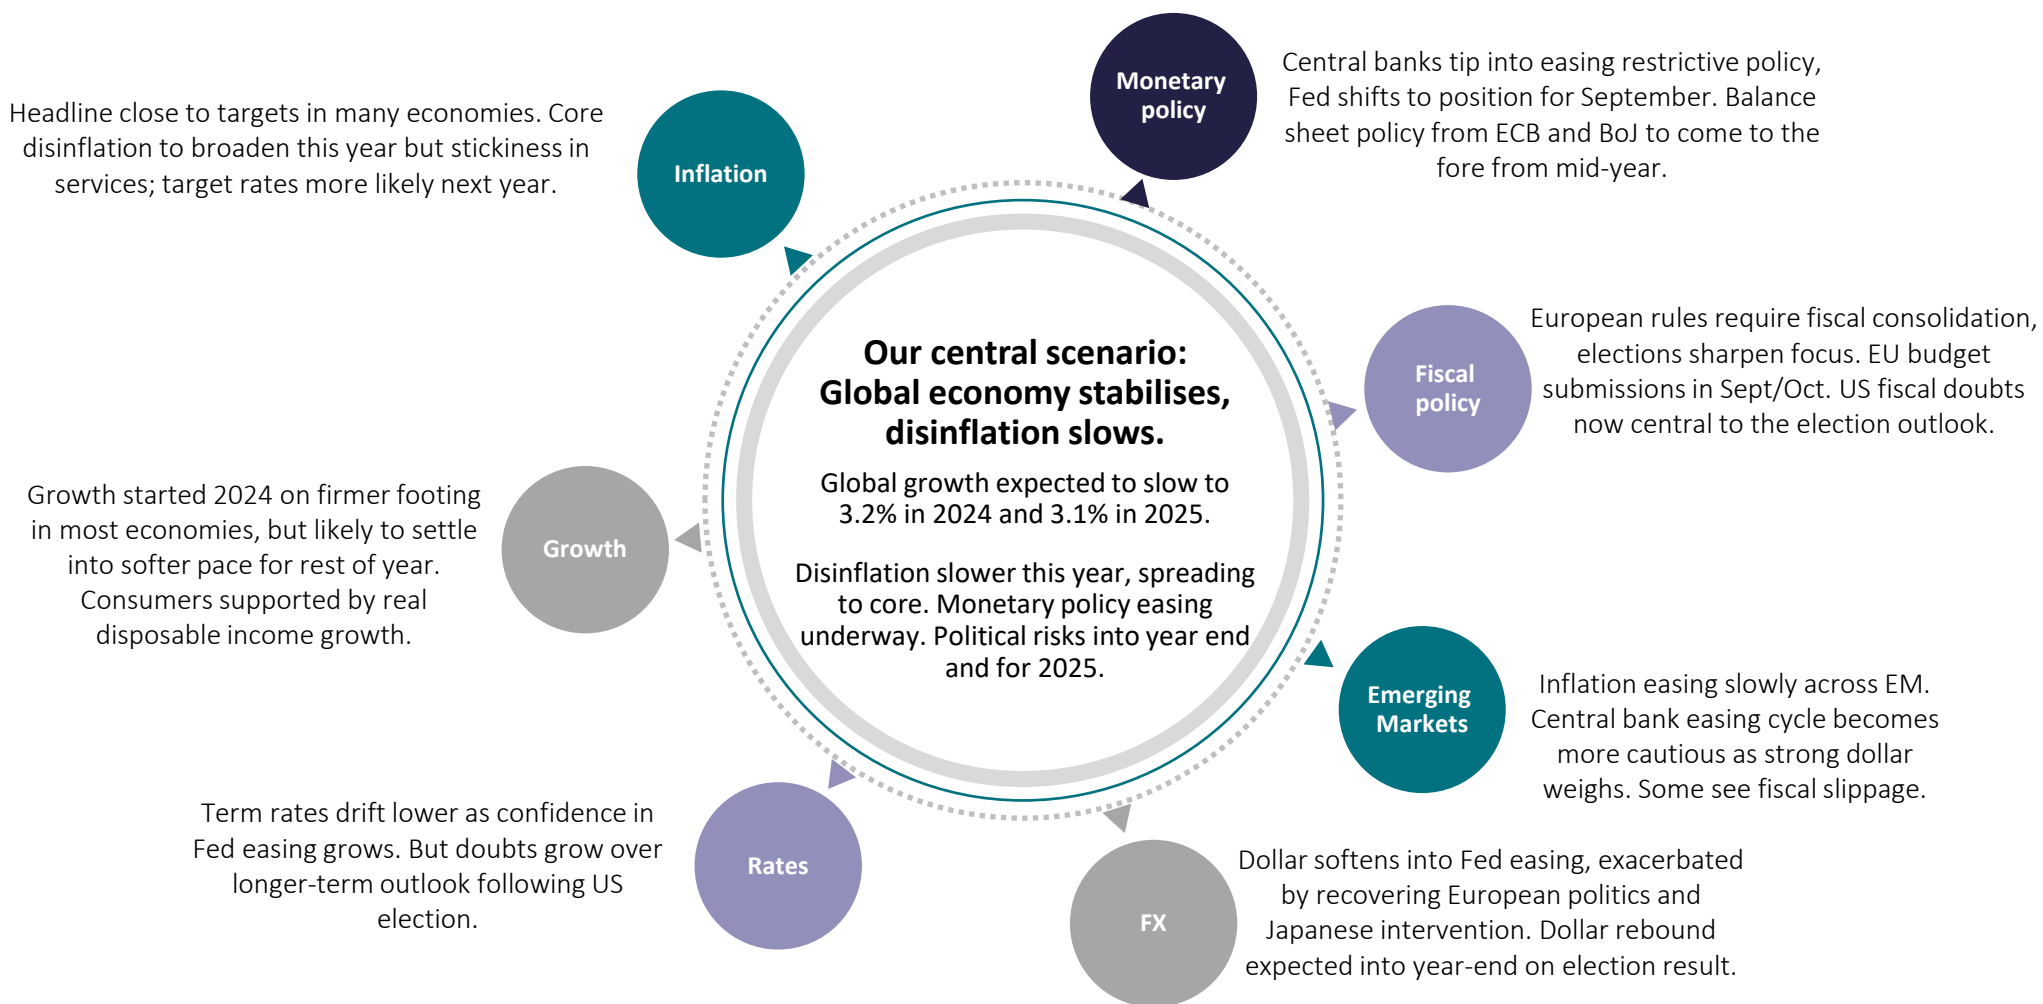 Our central scenario:
Global economy stabilises,
disinflation slows.
Global growth expected to slow to
3.2% in 2024 and 3.1% in 2025.
Disinflation slower this year, spreading
to core. Monetary policy easing
underway. Political risks into year end
and for 2025.
Monetary
policy
Central banks tip into easing restrictive policy,
Fed shifts to position for September. Balance
sheet policy from ECB and BoJ to come to the
fore from mid-year.
Fiscal
policy
European rules require fiscal consolidation,
elections sharpen focus. EU budget
submissions in Sept/Oct. US fiscal doubts
now central to the election outlook.
Emerging
Markets
Inflation easing slowly across EM.
Central bank easing cycle becomes
more cautious as strong dollar
weighs. Some see fiscal slippage.
FX
Dollar softens into Fed easing, exacerbated
by recovering European politics and
Japanese intervention. Dollar rebound
expected into year-end on election result.
Rates
Term rates drift lower as confidence in
Fed easing grows. But doubts grow over
longer-term outlook following US
election.
Growth
Growth started 2024 on firmer footing
in most economies, but likely to settle
into softer pace for rest of year.
Consumers supported by real
disposable income growth.
Inflation
Headline close to targets in many economies. Core
disinflation to broaden this year but stickiness in
services; target rates more likely next year.